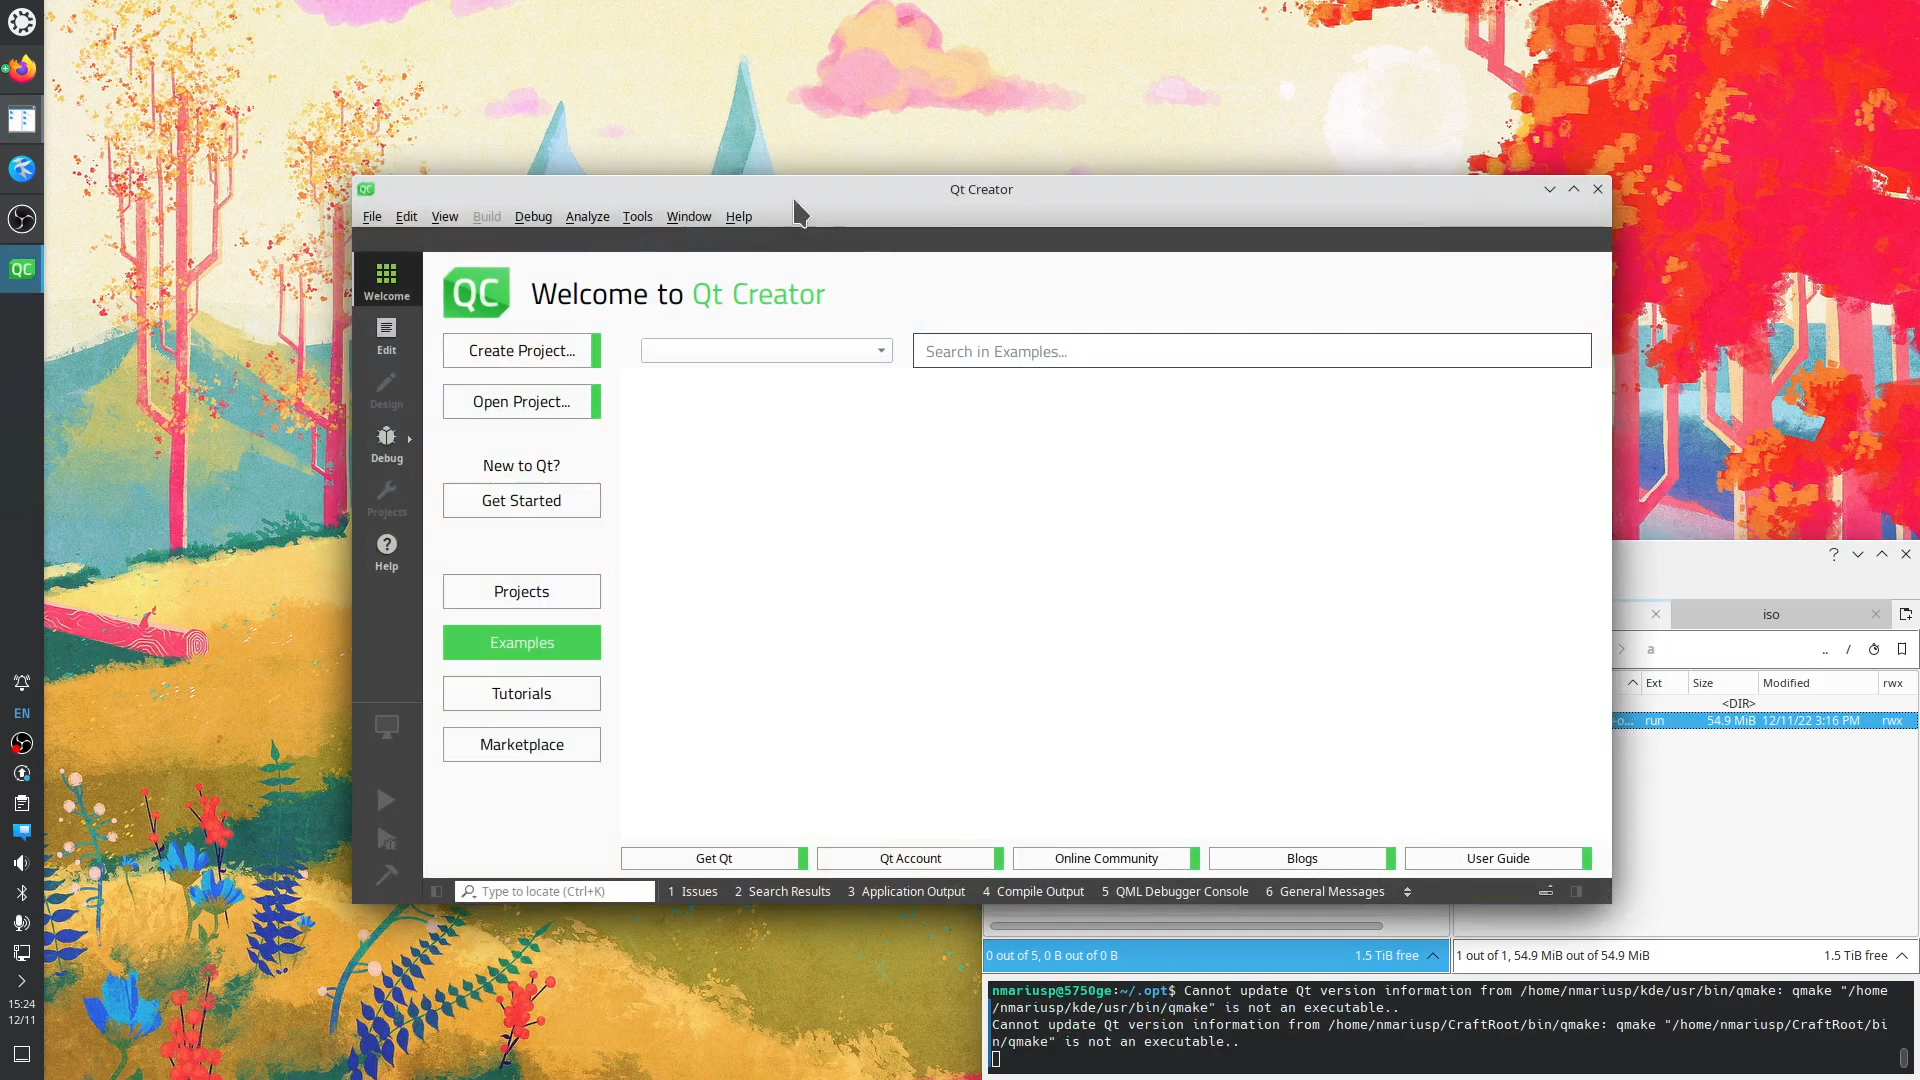 QC
Qt Creator
File Edit View Build Debug Analyze Tools Window Help
Welcome
Edit
Design
Debug
Projects
Help
QC Welcome to Qt Creator
Create Project...
Search in Examples...
Open Project...
New to Qt?
Get Started
Projects
Examples
Tutorials
Marketplace
Get Qt
Qt Account
Online Community
Blogs
User Guide
Type to locate (Ctrl+K) 1 Issues 2 Search Results 3 Application Output 4 Compile Output 5 QML Debugger Console 6 General Messages
QC
EN
15:24
12/11
?
iso
a .. /
Ext Size Modified rwx
<DIR>
-o... run 54.9 MiB 12/11/22 3:16 PM rwx
0 out of 5, 0 B out of 0 B 1.5 TiB free
1 out of 1, 54.9 MiB out of 54.9 MiB 1.5 TiB free
nmariusp@5750ge:~/.opt$ Cannot update Qt version information from /home/nmariusp/kde/usr/bin/qmake: qmake "/home
/nmariusp/kde/usr/bin/qmake" is not an executable..
Cannot update Qt version information from /home/nmariusp/CraftRoot/bin/qmake: qmake "/home/nmariusp/CraftRoot/bi
n/qmake" is not an executable..